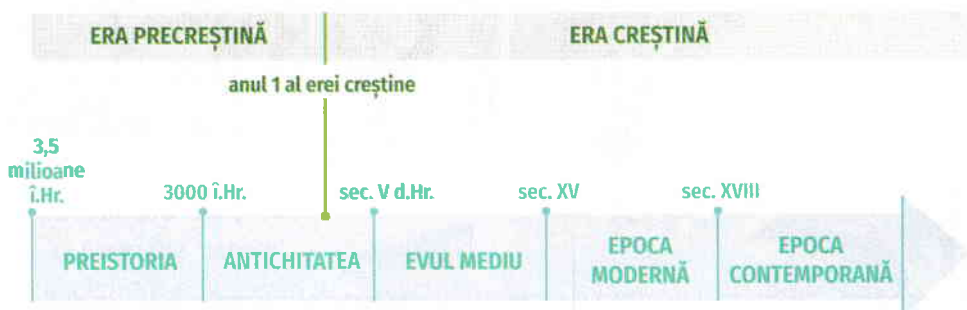 ERA PRECREȘTINĂ
ERA CREȘTINĂ
anul 1 al erei creștine
3,5
milioane
î.Hr.
3000 î.Hr.
sec. V d.Hr.
sec. XV
sec. XVIII
PREISTORIA
ANTICHITATEA
EVUL MEDIU
EPOCA
MODERNĂ
EPOCA
CONTEMPORANĂ